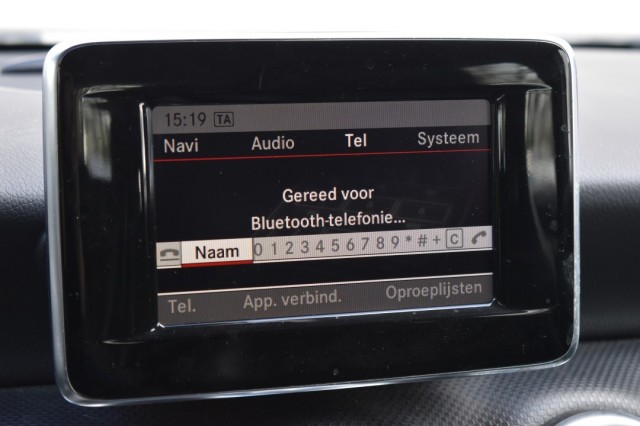 15:19 TA
Navi Audio Tel Systeem
Gereed voor
Bluetooth-telefonie...
Naam 0 1 2 3 4 5 6 7 8 9 * # + C
Tel. App. verbind. Oproeplijsten